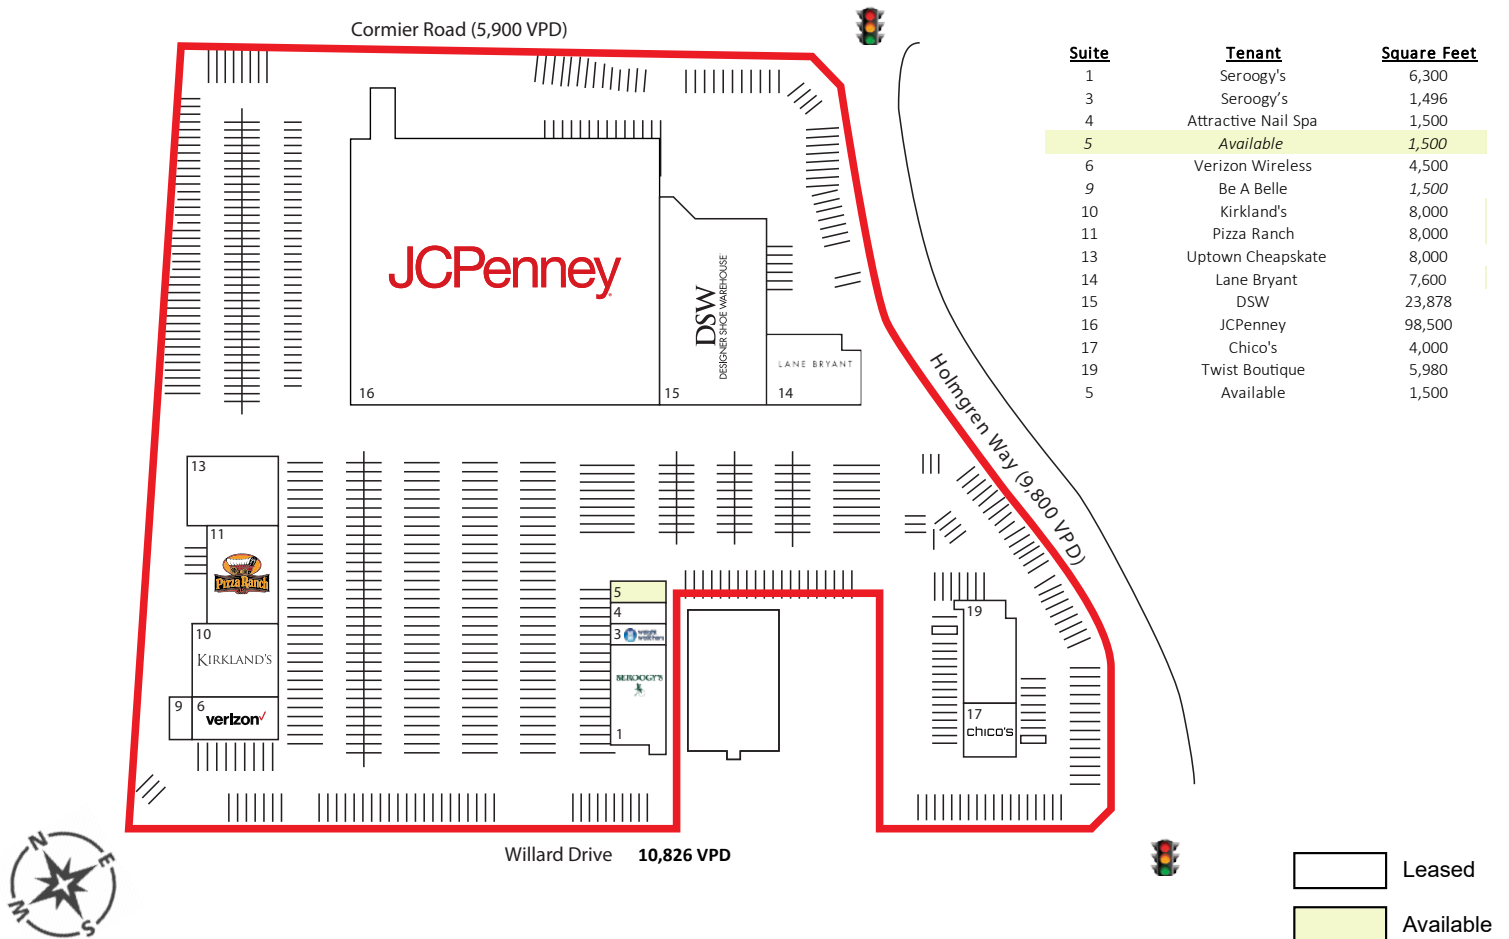 Cormier Road (5,900 VPD)
Suite Tenant Square Feet
1 Seroogy's 6,300
3 Seroogy’s 1,496
4 Attractive Nail Spa 1,500
5 Available 1,500
6 Verizon Wireless 4,500
9 Be A Belle 1,500
10 Kirkland's 8,000
11 Pizza Ranch 8,000
13 Uptown Cheapskate 8,000
14 Lane Bryant 7,600
15 DSW 23,878
16 JCPenney 98,500
17 Chico's 4,000
19 Twist Boutique 5,980
5 Available 1,500
JCPenney
16
DSW
DESIGNER SHOE WAREHOUSE
15
LANE BRYANT
14
Holmgren Way (9,800 VPD)
13
11
Pizza Ranch
10
KIRKLAND'S
9
6
verizon
5
4
3
weight watchers
SEROOGY'S
1
19
17
chico's
Willard Drive 10,826 VPD
N
E
W
S
Leased
Available